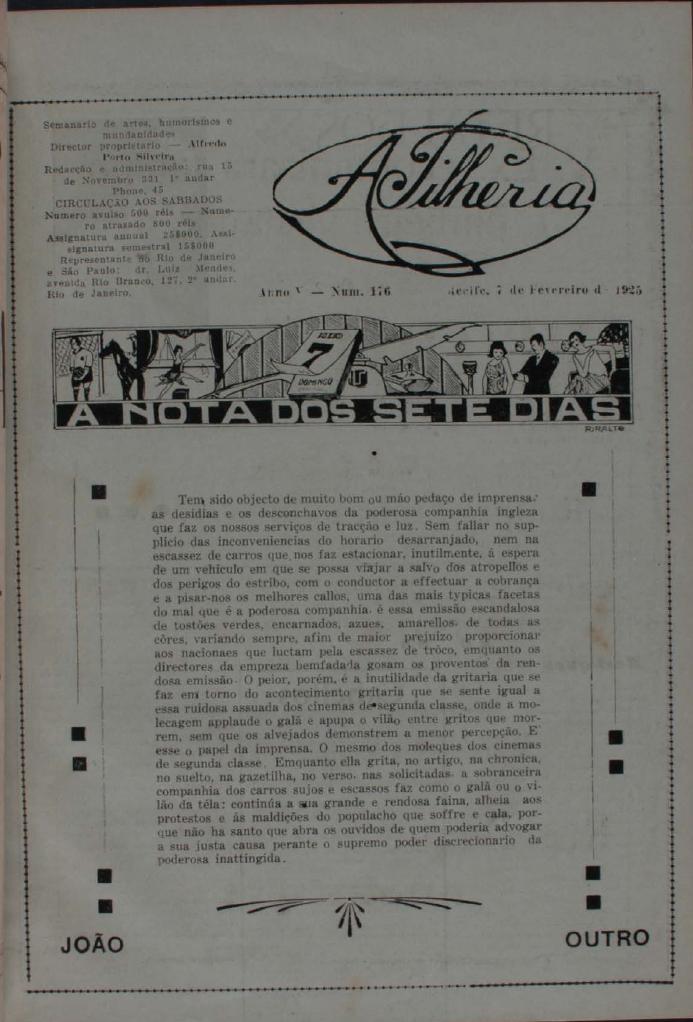 Semanario de artes, humorismos e
mundanidades
Director proprietario — Alfredo
Porto Silveira
Redacção e administração: rua 15
de Novembro 331 1° andar
Phone, 45
CIRCULAÇÃO AOS SABBADOS
Numero avulso 500 réis — Nume-
ro atrazado 800 réis
Assignatura annual 25$000. Assi-
signatura semestral 15$000
Representante no Rio de Janeiro
e São Paulo: dr. Luiz Mendes,
avenida Rio Branco, 127, 2° andar.
Rio de Janeiro.
A Pilheria
Anno V — Num. 176
Recife, 7 de Fevereiro d 1925
7
DOMINGO
A NOTA DOS SETE DIAS
Tem sido objecto de muito bom ou máo pedaço de imprensa
as desidias e os desconchavos da poderosa companhia ingleza
que faz os nossos serviços de tracção e luz. Sem fallar no sup-
plicio das inconveniencias do horario desarranjado, nem na
escassez de carros que nos faz estacionar, inutilmente, á espera
de um vehiculo em que se possa viajar a salvo dos atropellos e
dos perigos do estribo, com o conductor a effectuar a cobrança
e a pisar-nos os melhores callos, uma das mais typicas facetas
do mal que é a poderosa companhia. é essa emissão escandalosa
de tostões verdes, encarnados, azues, amarellos. de todas as
côres, variando sempre, afim de maior prejuizo proporcionar
aos nacionaes que luctam pela escassez de trôco, emquanto os
directores da empreza bemfadada gosam os proventos da ren-
dosa emissão. O peior, porém, é a inutilidade da gritaria que se
faz em torno do acontecimento gritaria que se sente igual a
essa ruidosa assuada dos cinemas de segunda classe, onde a mo-
lecagem applaude o galã e apupa o vilão entre gritos que mor-
rem, sem que os alvejados demonstrem a menor percepção. E'
esse o papel da imprensa. O mesmo dos moleques dos cinemas
de segunda classe. Emquanto ella grita, no artigo, na chronica,
no suelto, na gazetilha, no verso. nas solicitadas. a sobranceira
companhia dos carros sujos e escassos faz como o galã ou o vi-
lão da téla: continúa a sua grande e rendosa faina, alheia aos
protestos e ás maldições do populacho que soffre e cala, por-
que não ha santo que abra os ouvidos de quem poderia advogar
a sua justa causa perante o supremo poder discrecionario da
poderosa inattingida.
JOÃO
OUTRO